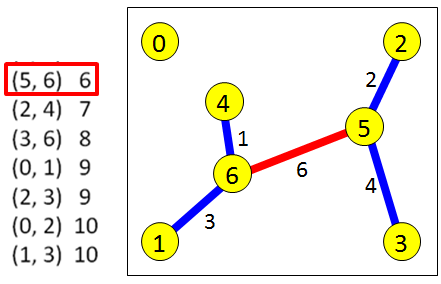 (5, 6) 6
(2, 4) 7
(3, 6) 8
(0, 1) 9
(2, 3) 9
(0, 2) 10
(1, 3) 10
0
2
4
2
5
1
6
6
4
3
1
3